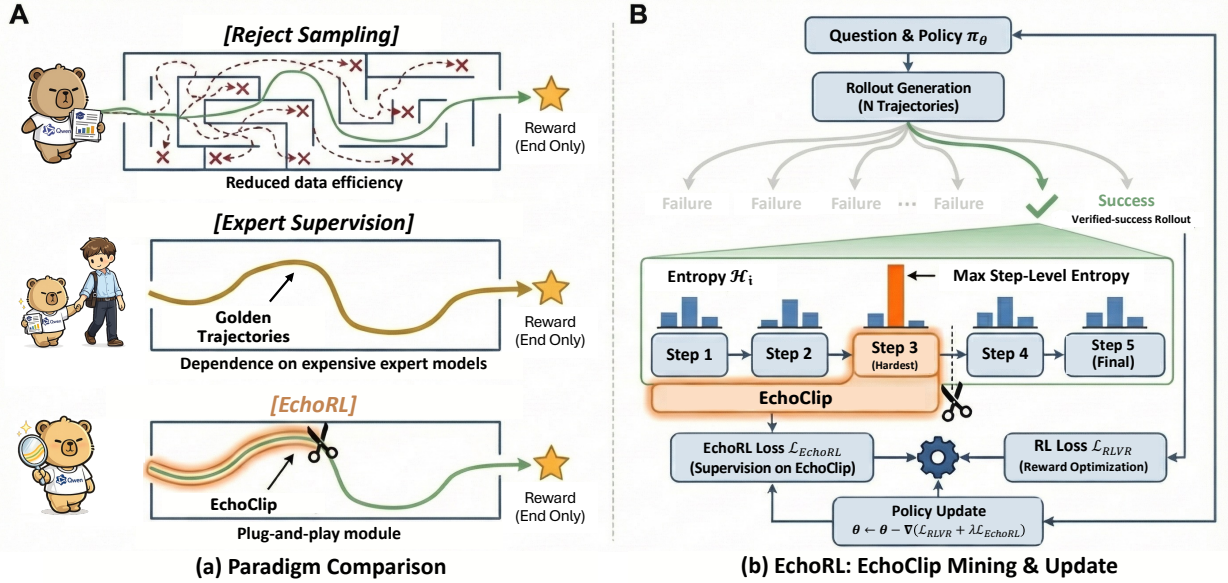 A
[Reject Sampling]
Qwen
Reward
(End Only)
Reduced data efficiency
[Expert Supervision]
Golden
Trajectories
Reward
(End Only)
Dependence on expensive expert models
[EchoRL]
Qwen
EchoClip
Reward
(End Only)
Plug-and-play module
(a) Paradigm Comparison
B
Question & Policy π_θ
Rollout Generation
(N Trajectories)
Failure
Failure
Failure
...
Failure
Success
Verified-success Rollout
Entropy ℋ_i
Max Step-Level Entropy
Step 1
Step 2
Step 3
(Hardest)
Step 4
Step 5
(Final)
EchoClip
EchoRL Loss ℒ_EchoRL
(Supervision on EchoClip)
RL Loss ℒ_RLVR
(Reward Optimization)
Policy Update
θ ← θ − ∇(ℒ_RLVR + λℒ_EchoRL)
(b) EchoRL: EchoClip Mining & Update